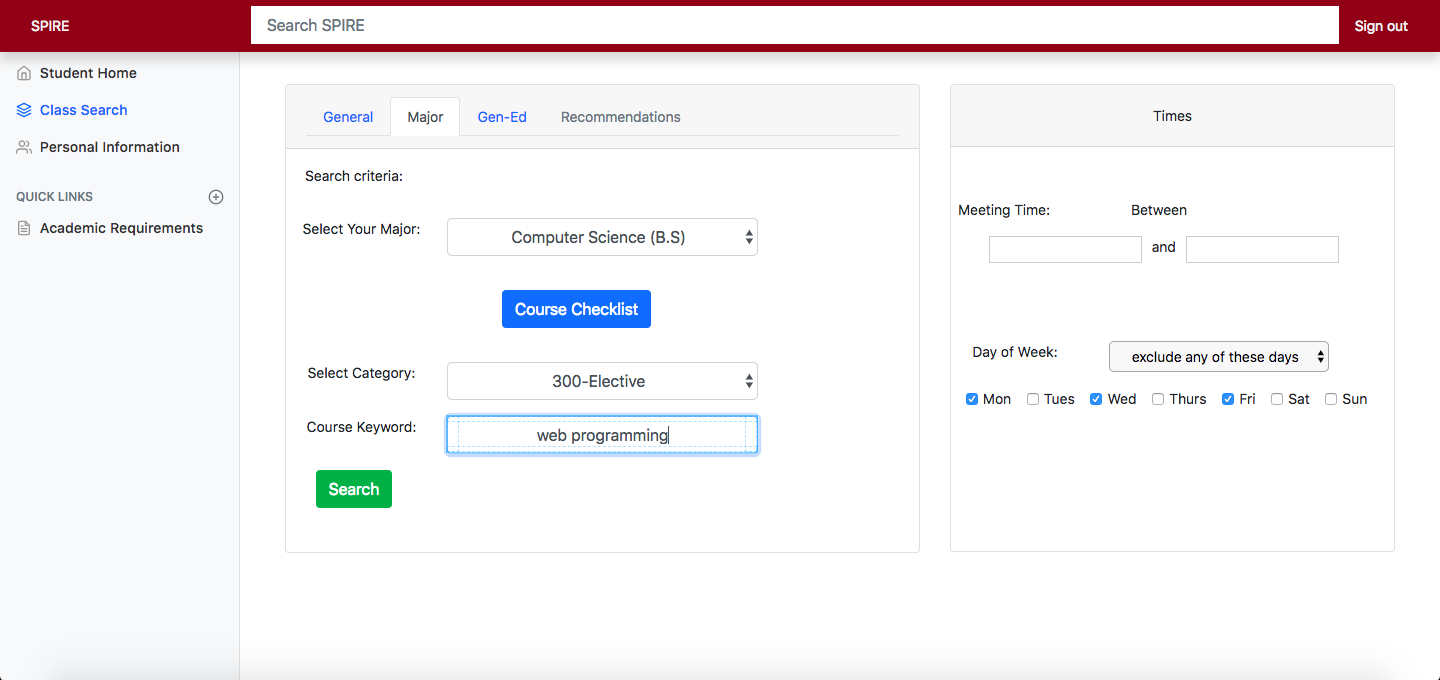 SPIRE
Search SPIRE
Sign out
Student Home
Class Search
Personal Information
QUICK LINKS
Academic Requirements
General Major Gen-Ed Recommendations
Search criteria:
Select Your Major: Computer Science (B.S)
Course Checklist
Select Category: 300-Elective
Course Keyword: web programming
Search
Times
Meeting Time: Between
and
Day of Week: exclude any of these days
Mon Tues Wed Thurs Fri Sat Sun